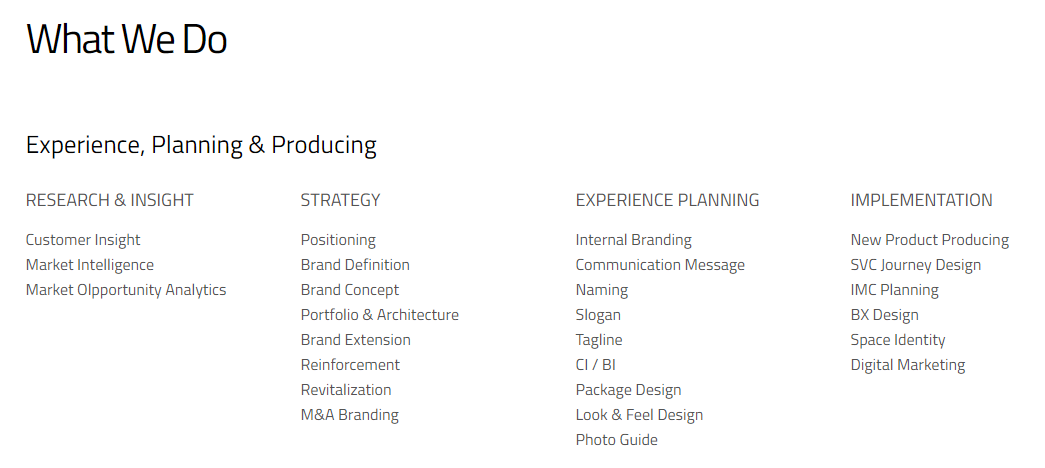 What We Do
Experience, Planning & Producing
RESEARCH & INSIGHT
Customer Insight
Market Intelligence
Market Olpportunity Analytics
STRATEGY
Positioning
Brand Definition
Brand Concept
Portfolio & Architecture
Brand Extension
Reinforcement
Revitalization
M&A Branding
EXPERIENCE PLANNING
Internal Branding
Communication Message
Naming
Slogan
Tagline
CI / BI
Package Design
Look & Feel Design
Photo Guide
IMPLEMENTATION
New Product Producing
SVC Journey Design
IMC Planning
BX Design
Space Identity
Digital Marketing